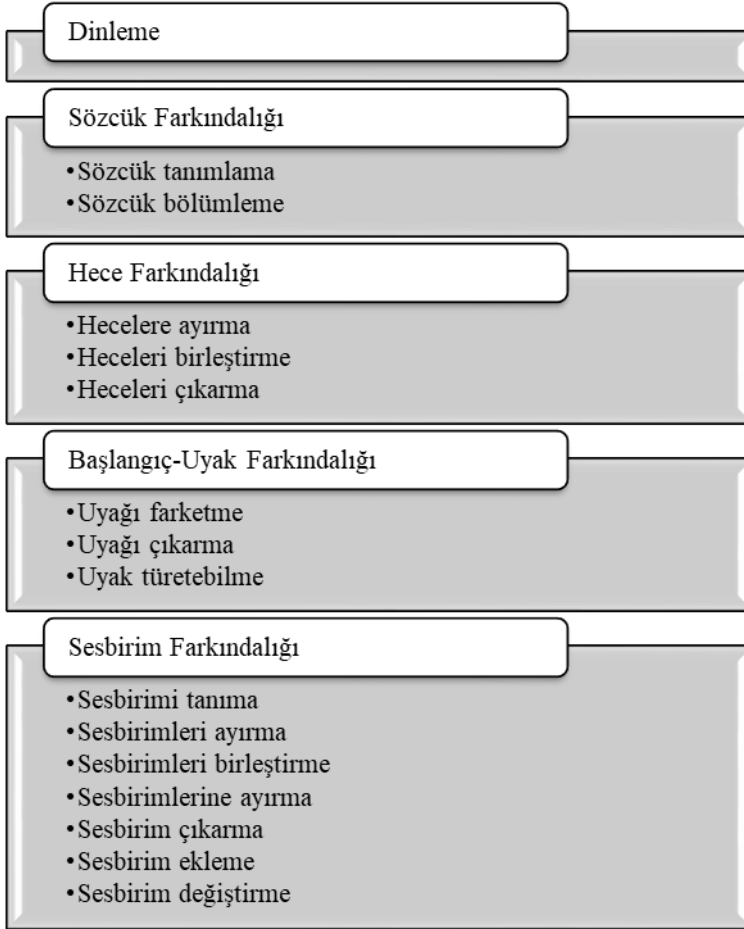 Dinleme
Sözcük Farkındalığı
•Sözcük tanımlama
•Sözcük bölümleme
Hece Farkındalığı
•Hecelere ayırma
•Heceleri birleştirme
•Heceleri çıkarma
Başlangıç-Uyak Farkındalığı
•Uyağı farketme
•Uyağı çıkarma
•Uyak türetebilme
Sesbirim Farkındalığı
•Sesbirimi tanıma
•Sesbirimleri ayırma
•Sesbirimleri birleştirme
•Sesbirimlerine ayırma
•Sesbirim çıkarma
•Sesbirim ekleme
•Sesbirim değiştirme